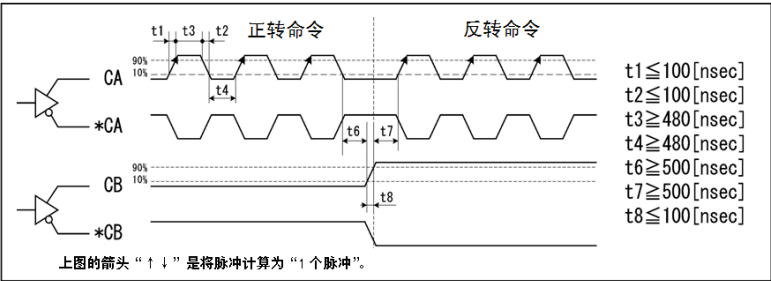 t1 t3 t2 正转命令 反转命令
90%
10%
CA
t4
*CA
t6 t7
90%
10%
CB
t8
*CB
t1≦100[nsec]
t2≦100[nsec]
t3≧480[nsec]
t4≧480[nsec]
t6≧500[nsec]
t7≧500[nsec]
t8≦100[nsec]
上图的箭头“↑↓”是将脉冲计算为“1个脉冲”。